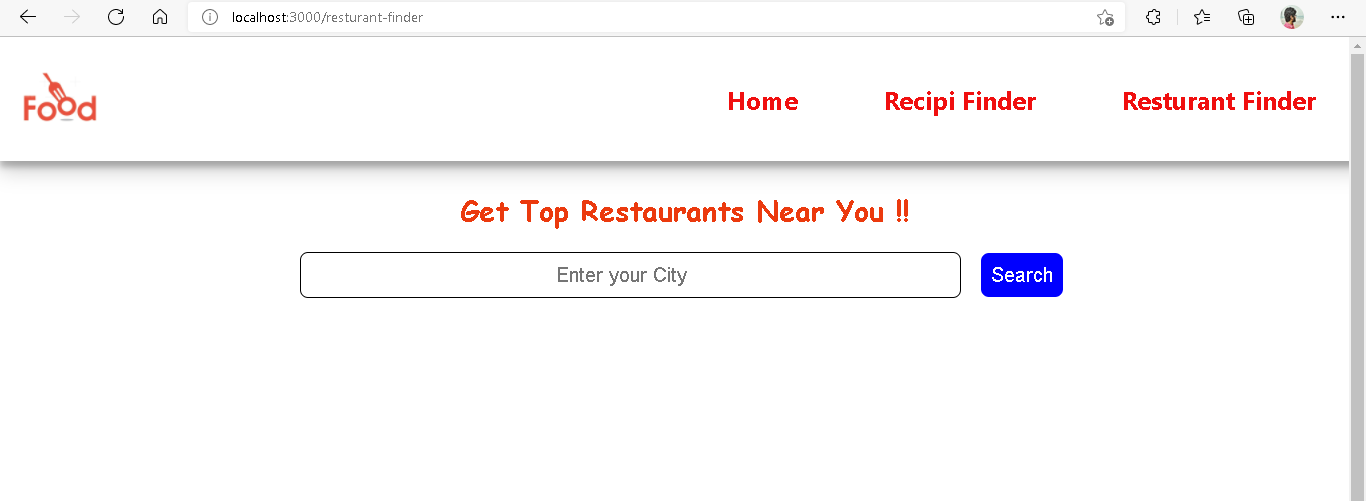 localhost:3000/resturant-finder
Food Home Recipi Finder Resturant Finder
Get Top Restaurants Near You !!
Enter your City Search